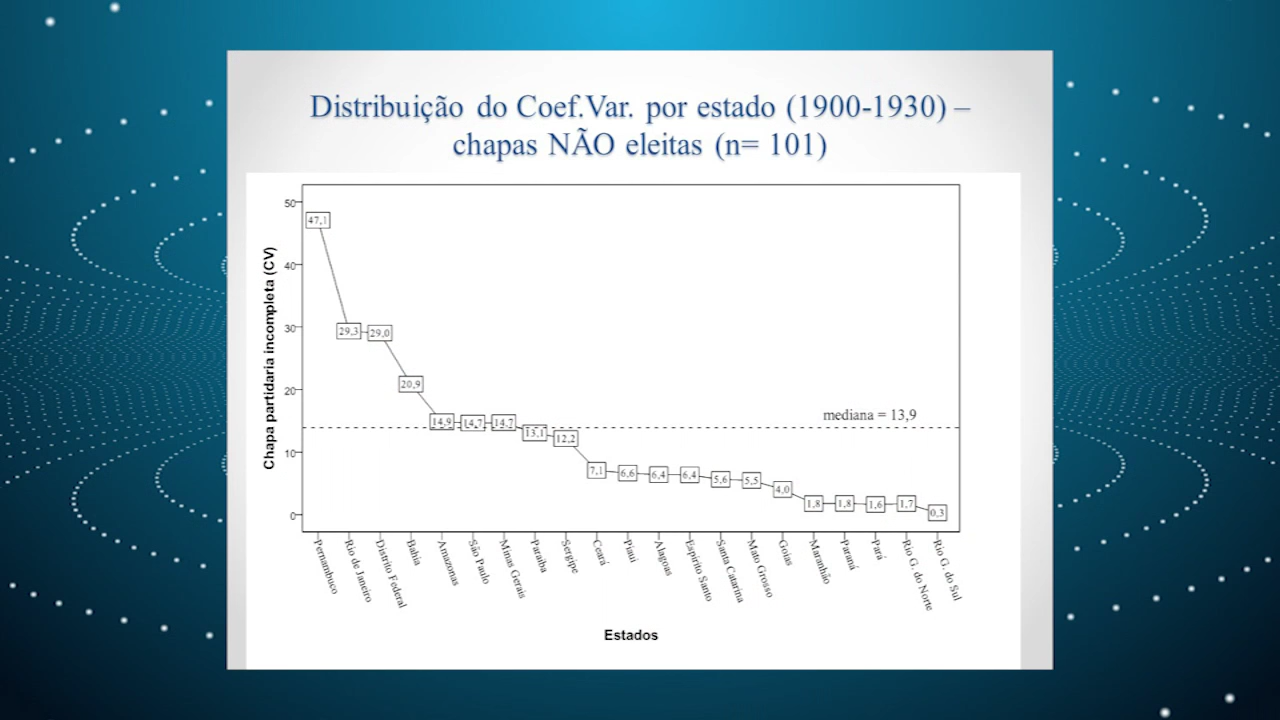 Distribuição do Coef.Var. por estado (1900-1930) –
chapas NÃO eleitas (n= 101)
Chapa partidaria incompleta (CV)
50
40
30
20
10
0
47,1
29,3
29,0
20,9
14,9
14,7
14,7
13,1
12,2
7,1
6,6
6,4
6,4
5,6
5,5
4,0
1,8
1,8
1,6
1,7
0,3
mediana = 13,9
Pernambuco
Rio de Janeiro
Distrito Federal
Bahia
Amazonas
São Paulo
Minas Gerais
Paraiba
Sergipe
Ceará
Piaui
Alagoas
Espirito Santo
Santa Catarina
Mato Grosso
Goias
Maranhão
Paraná
Pará
Rio G. do Norte
Rio G. do Sul
Estados